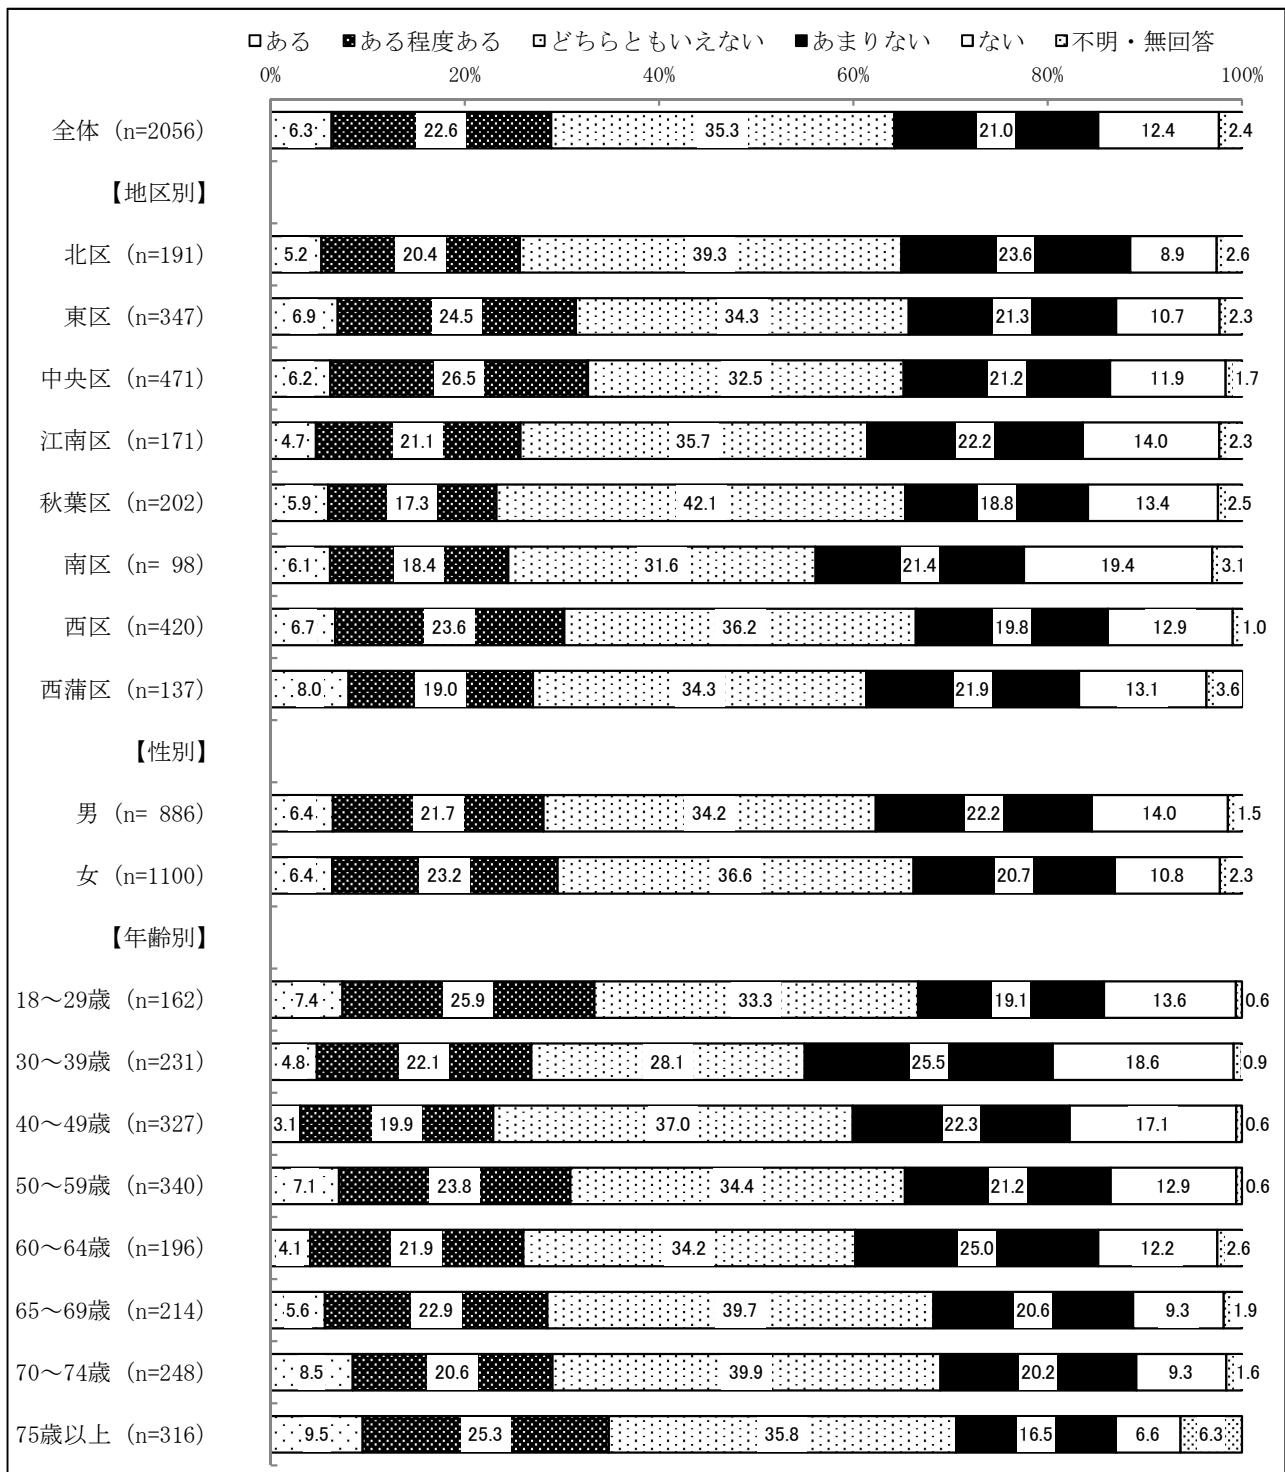 ある ある程度ある どちらともいえない あまりない ない 不明・無回答
0% 20% 40% 60% 80% 100%
全体 (n=2056) 6.3 22.6 35.3 21.0 12.4 2.4
【地区別】
北区 (n=191) 5.2 20.4 39.3 23.6 8.9 2.6
東区 (n=347) 6.9 24.5 34.3 21.3 10.7 2.3
中央区 (n=471) 6.2 26.5 32.5 21.2 11.9 1.7
江南区 (n=171) 4.7 21.1 35.7 22.2 14.0 2.3
秋葉区 (n=202) 5.9 17.3 42.1 18.8 13.4 2.5
南区 (n= 98) 6.1 18.4 31.6 21.4 19.4 3.1
西区 (n=420) 6.7 23.6 36.2 19.8 12.9 1.0
西蒲区 (n=137) 8.0 19.0 34.3 21.9 13.1 3.6
【性別】
男 (n= 886) 6.4 21.7 34.2 22.2 14.0 1.5
女 (n=1100) 6.4 23.2 36.6 20.7 10.8 2.3
【年齢別】
18～29歳 (n=162) 7.4 25.9 33.3 19.1 13.6 0.6
30～39歳 (n=231) 4.8 22.1 28.1 25.5 18.6 0.9
40～49歳 (n=327) 3.1 19.9 37.0 22.3 17.1 0.6
50～59歳 (n=340) 7.1 23.8 34.4 21.2 12.9 0.6
60～64歳 (n=196) 4.1 21.9 34.2 25.0 12.2 2.6
65～69歳 (n=214) 5.6 22.9 39.7 20.6 9.3 1.9
70～74歳 (n=248) 8.5 20.6 39.9 20.2 9.3 1.6
75歳以上 (n=316) 9.5 25.3 35.8 16.5 6.6 6.3